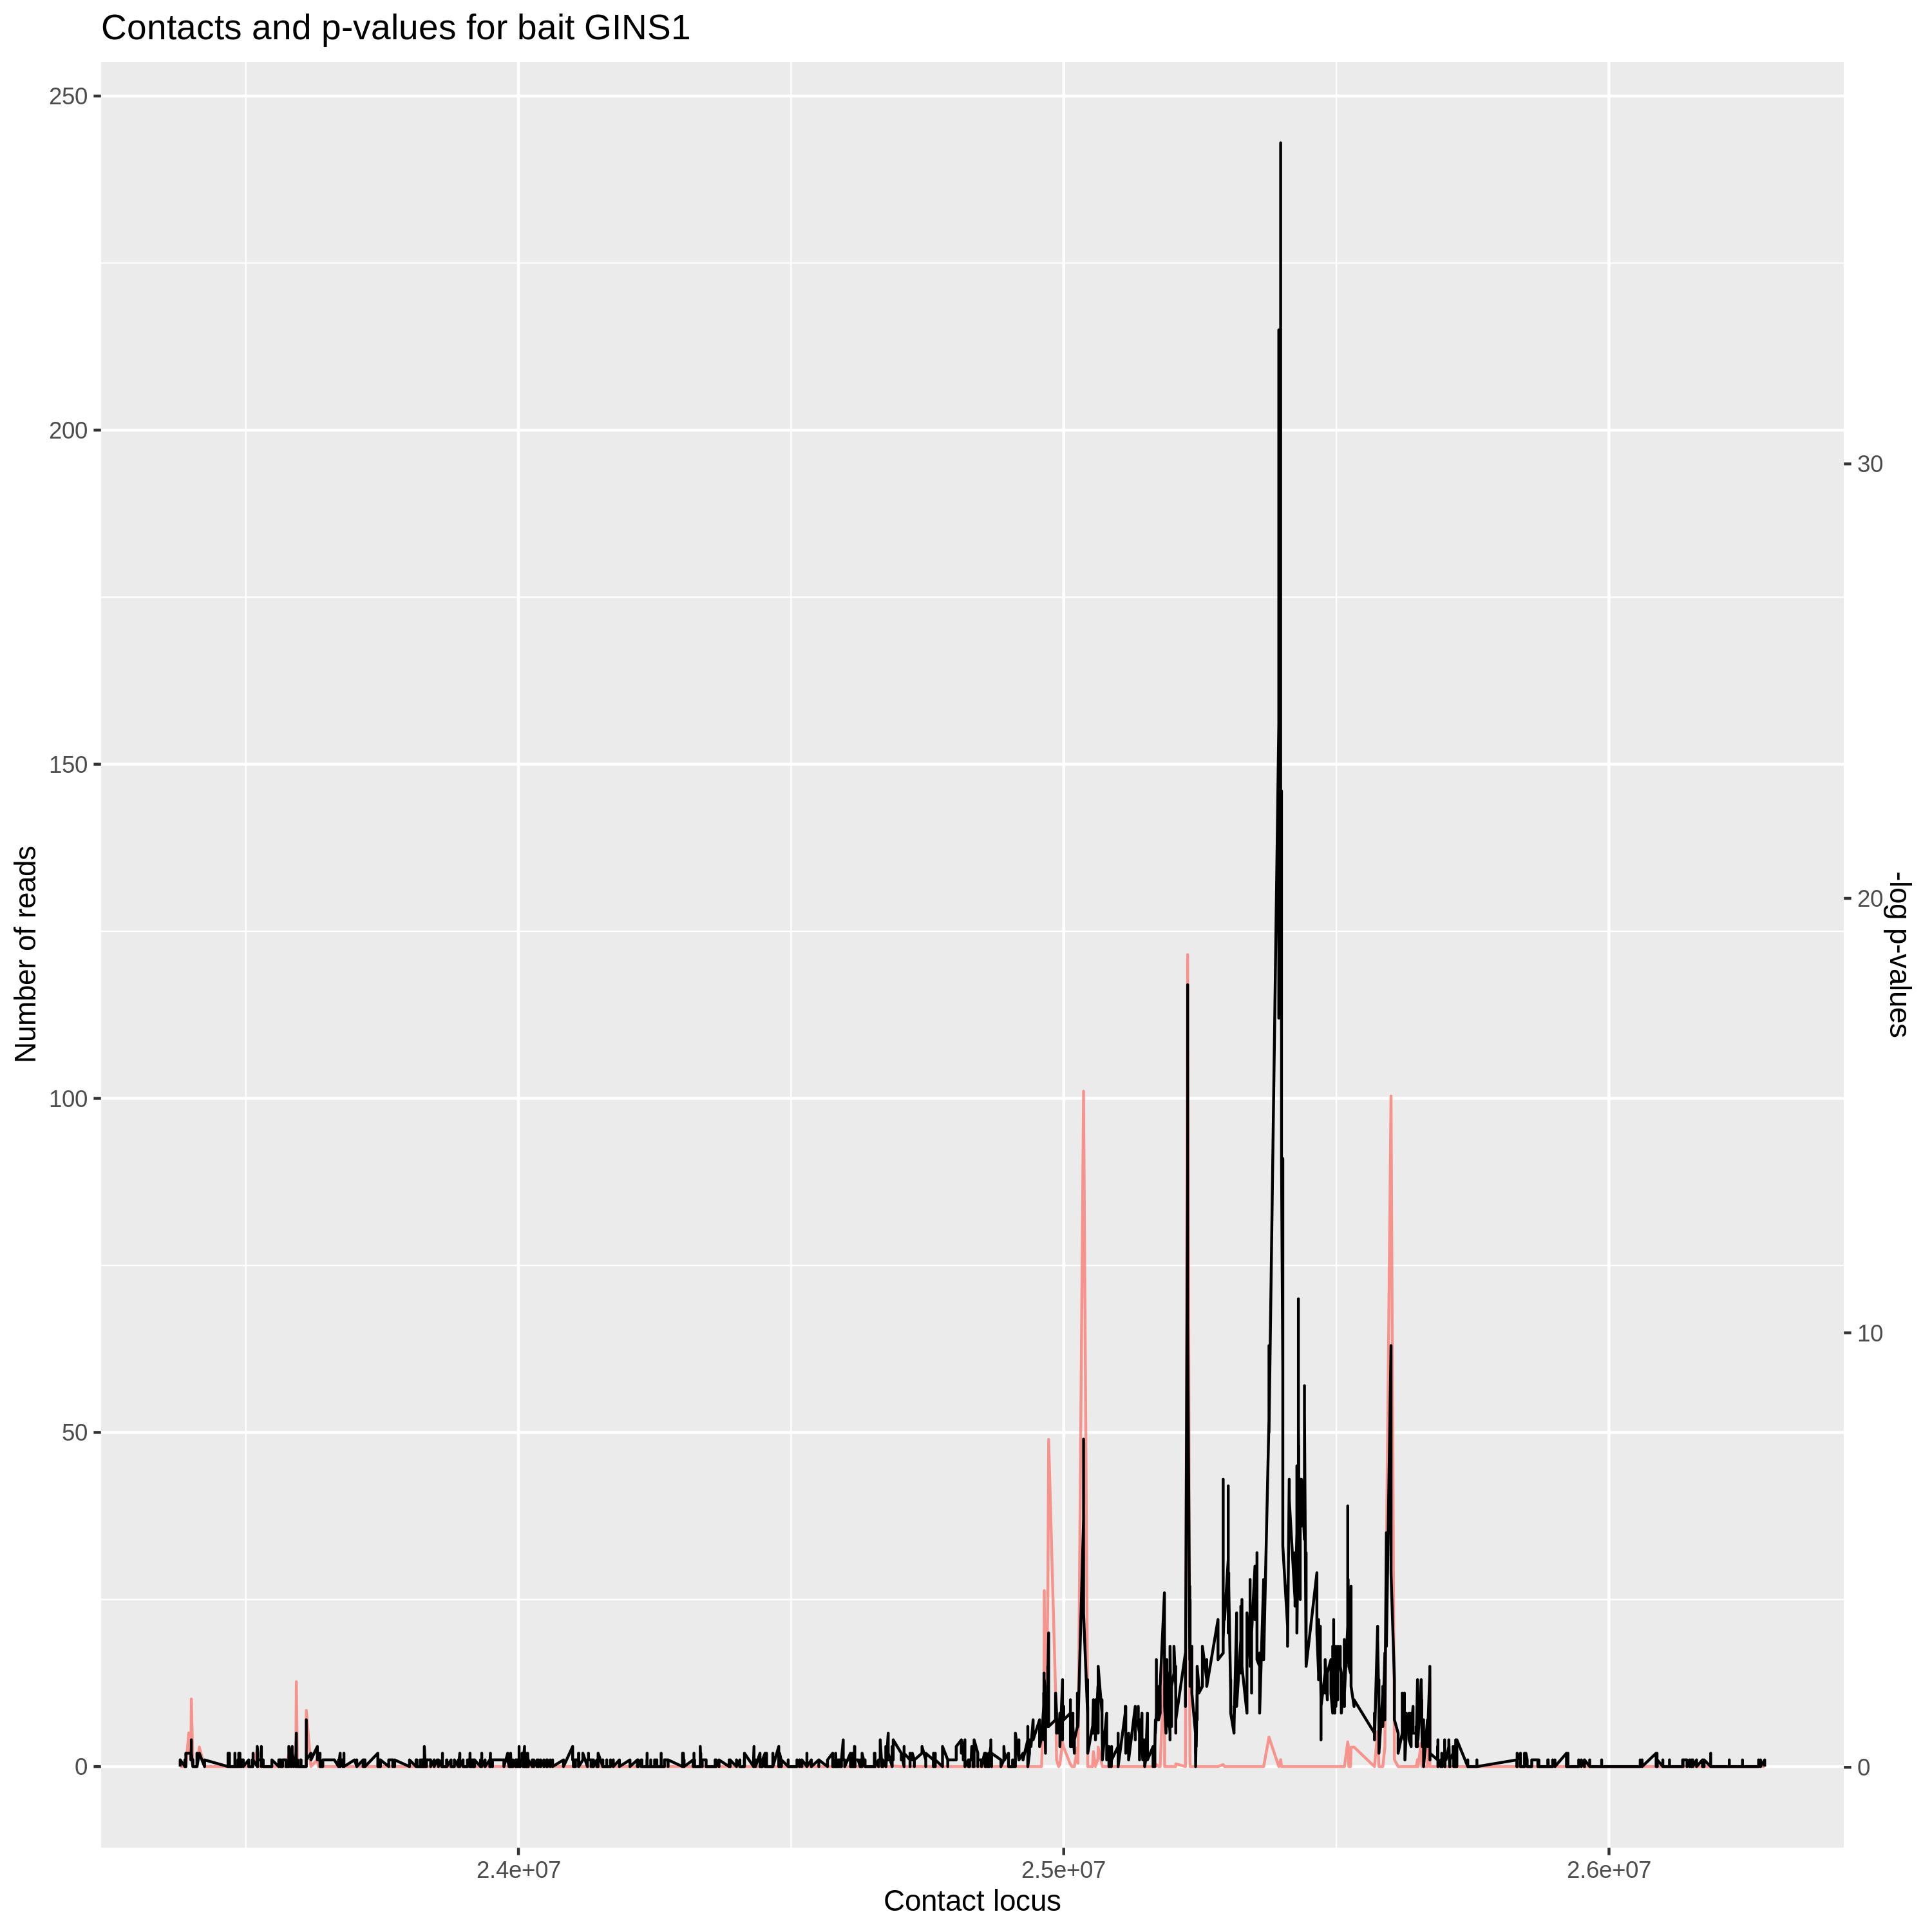 Contacts and p-values for bait GINS1
250
200
150
100
50
0
Number of reads
30
20
10
0
-log p-values
2.4e+07
2.5e+07
2.6e+07
Contact locus